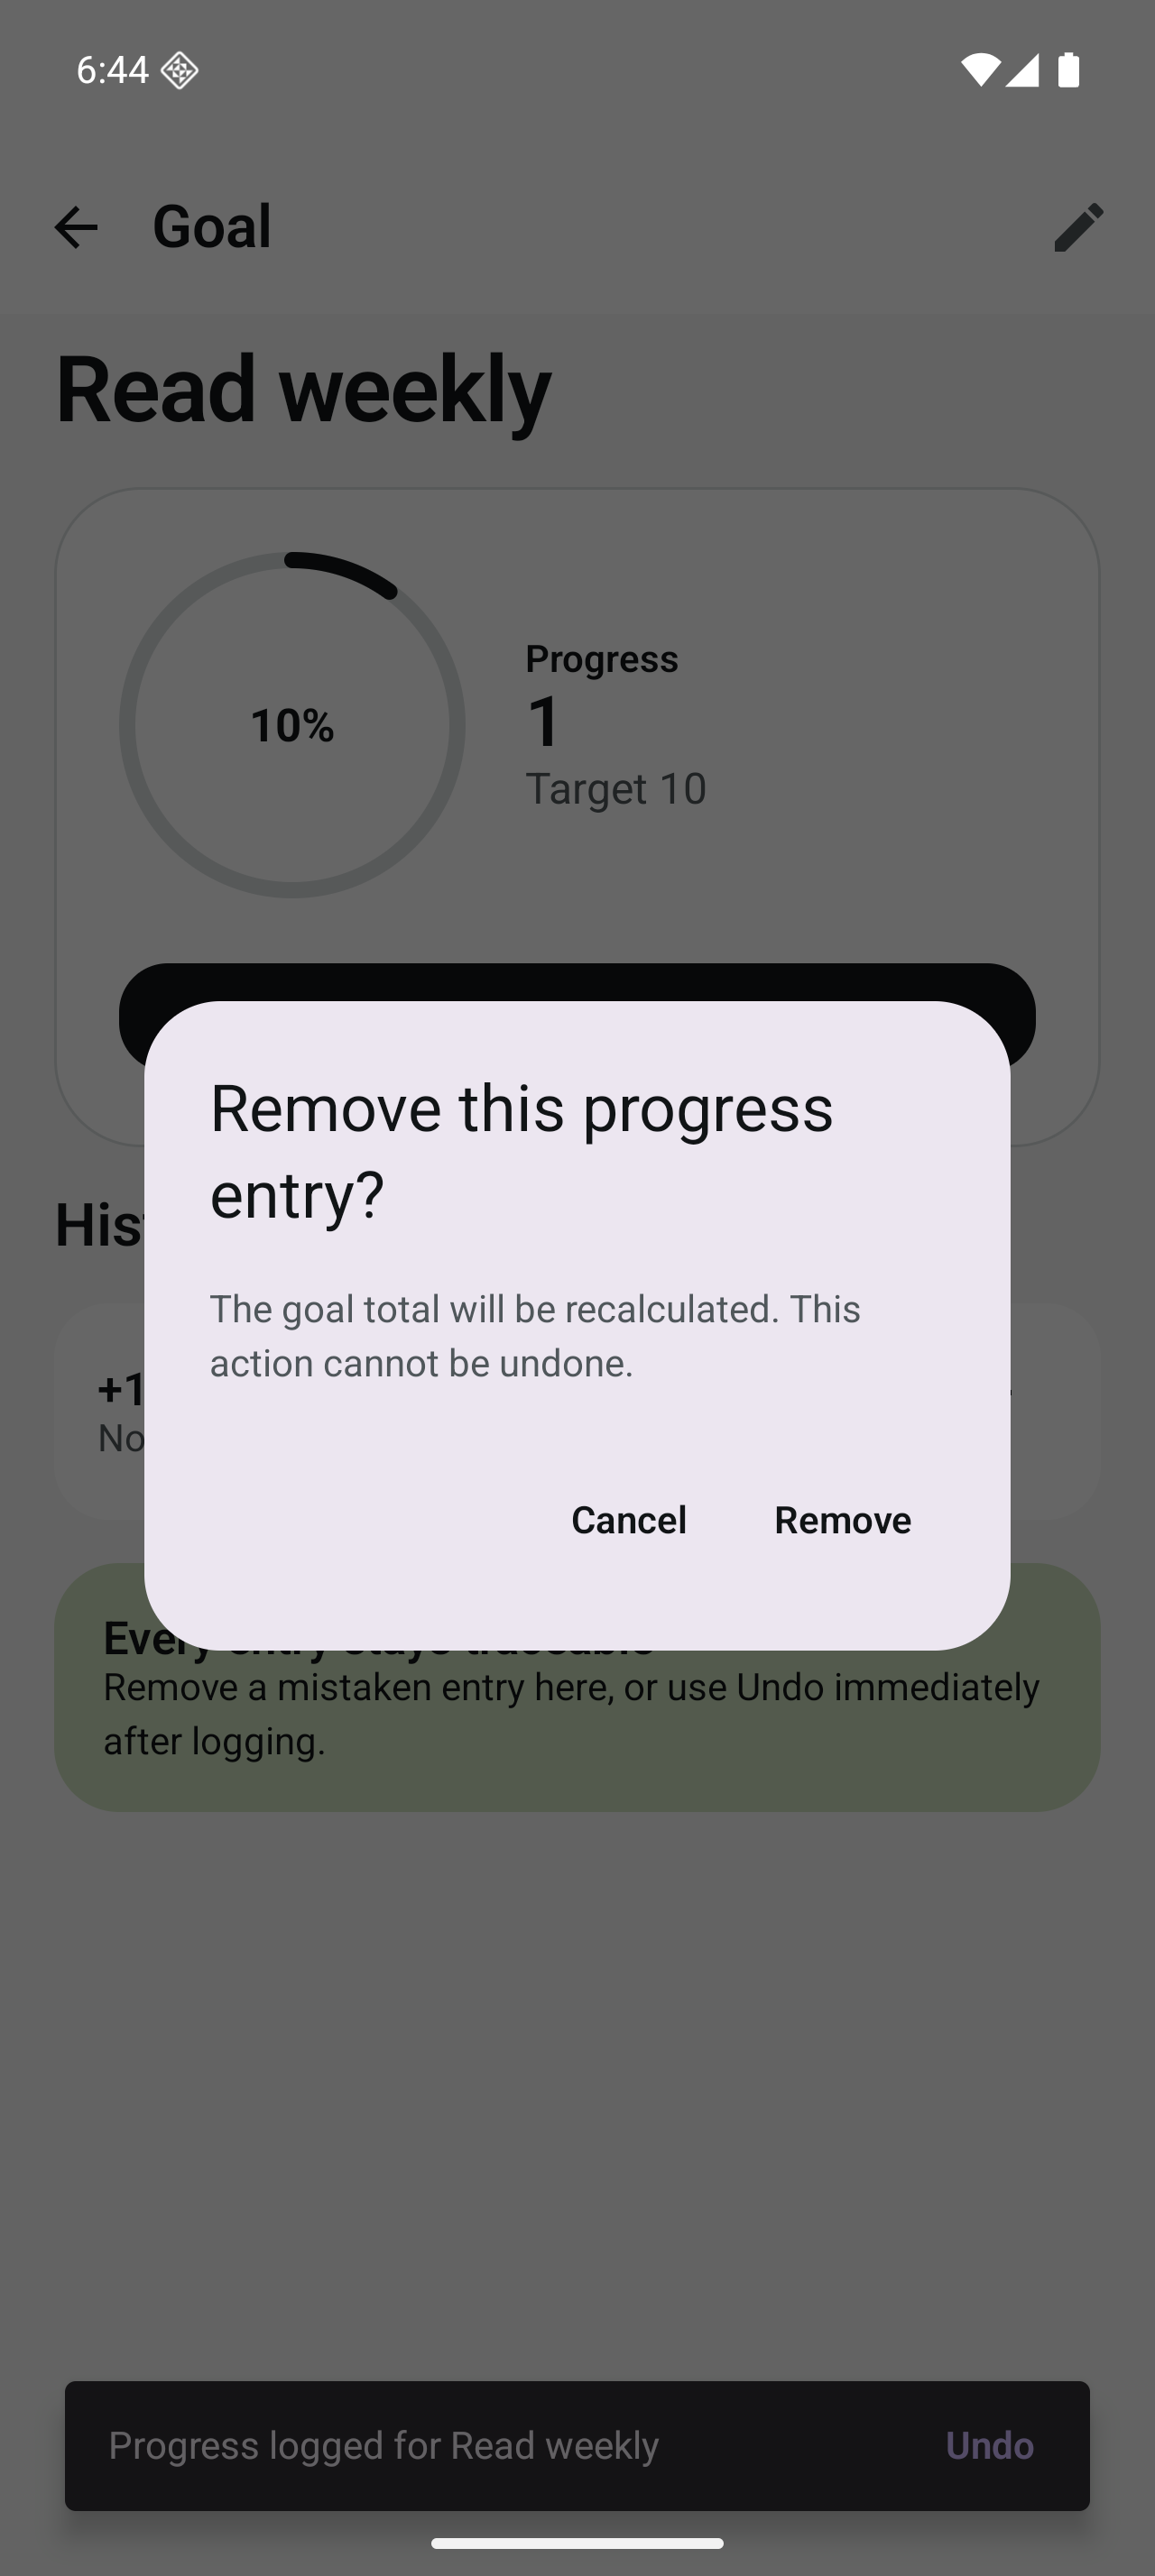 6:44
Goal
Read weekly
10%
Progress
1
Target 10
Remove this progress
entry?
The goal total will be recalculated. This
action cannot be undone.
Cancel Remove
+1
Remove a mistaken entry here, or use Undo immediately
after logging.
Progress logged for Read weekly Undo